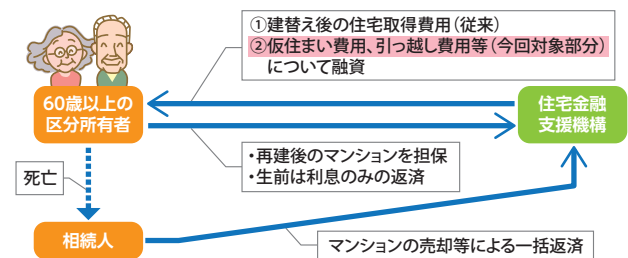 ①建替え後の住宅取得費用（従来）
②仮住まい費用、引っ越し費用等（今回対象部分）
について融資
60歳以上の
区分所有者
住宅金融
支援機構
・再建後のマンションを担保
・生前は利息のみの返済
死亡
相続人
マンションの売却等による一括返済